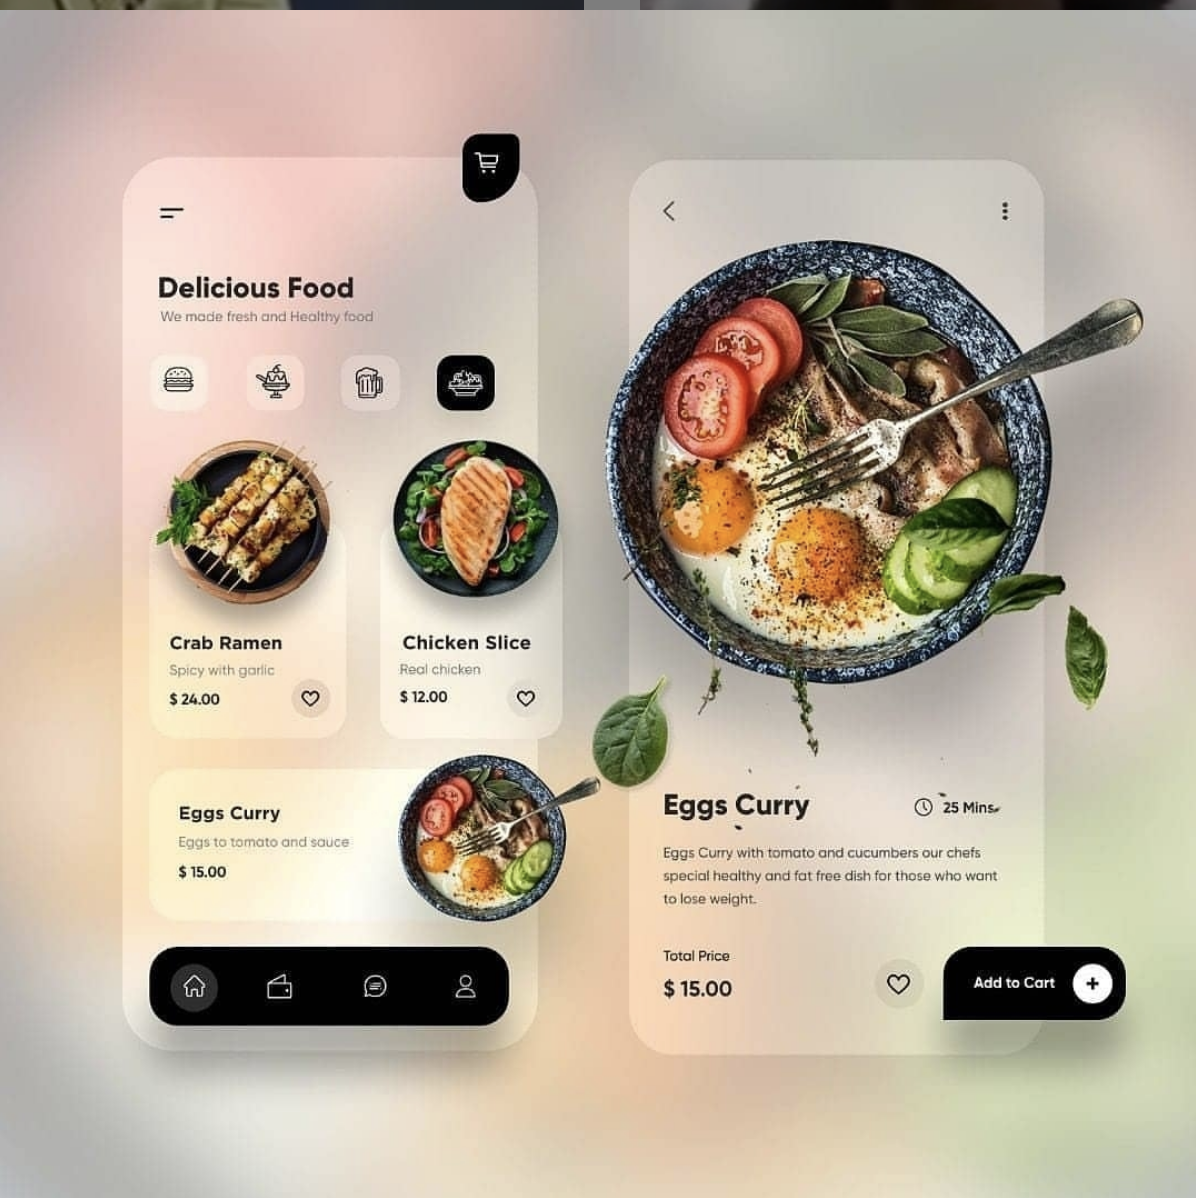 Delicious Food
We made fresh and Healthy food
Crab Ramen
Spicy with garlic
$ 24.00
Chicken Slice
Real chicken
$ 12.00
Eggs Curry
Eggs to tomato and sauce
$ 15.00
Eggs Curry
25 Mins
Eggs Curry with tomato and cucumbers our chefs
special healthy and fat free dish for those who want
to lose weight.
Total Price
$ 15.00
Add to Cart